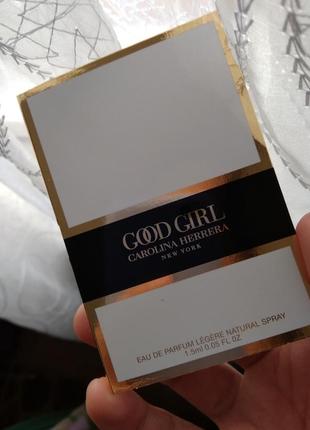 GOOD GIRL
CAROLINA HERRERA
NEW YORK
EAU DE PARFUM LÉGÈRE NATURAL SPRAY
1.5ml 0.05 FL OZ